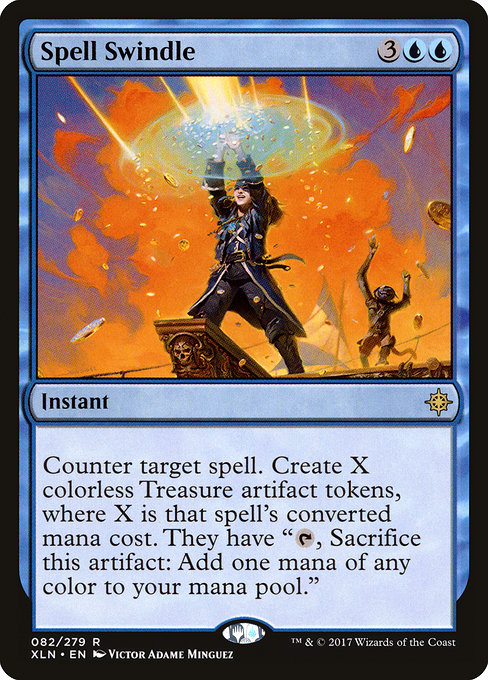 Spell Swindle 3
Instant
Counter target spell. Create X
colorless Treasure artifact tokens,
where X is that spell's converted
mana cost. They have “, Sacrifice
this artifact: Add one mana of any
color to your mana pool.”
082/279 R
XLN • EN Victor Adame Minguez
™ & © 2017 Wizards of the Coast